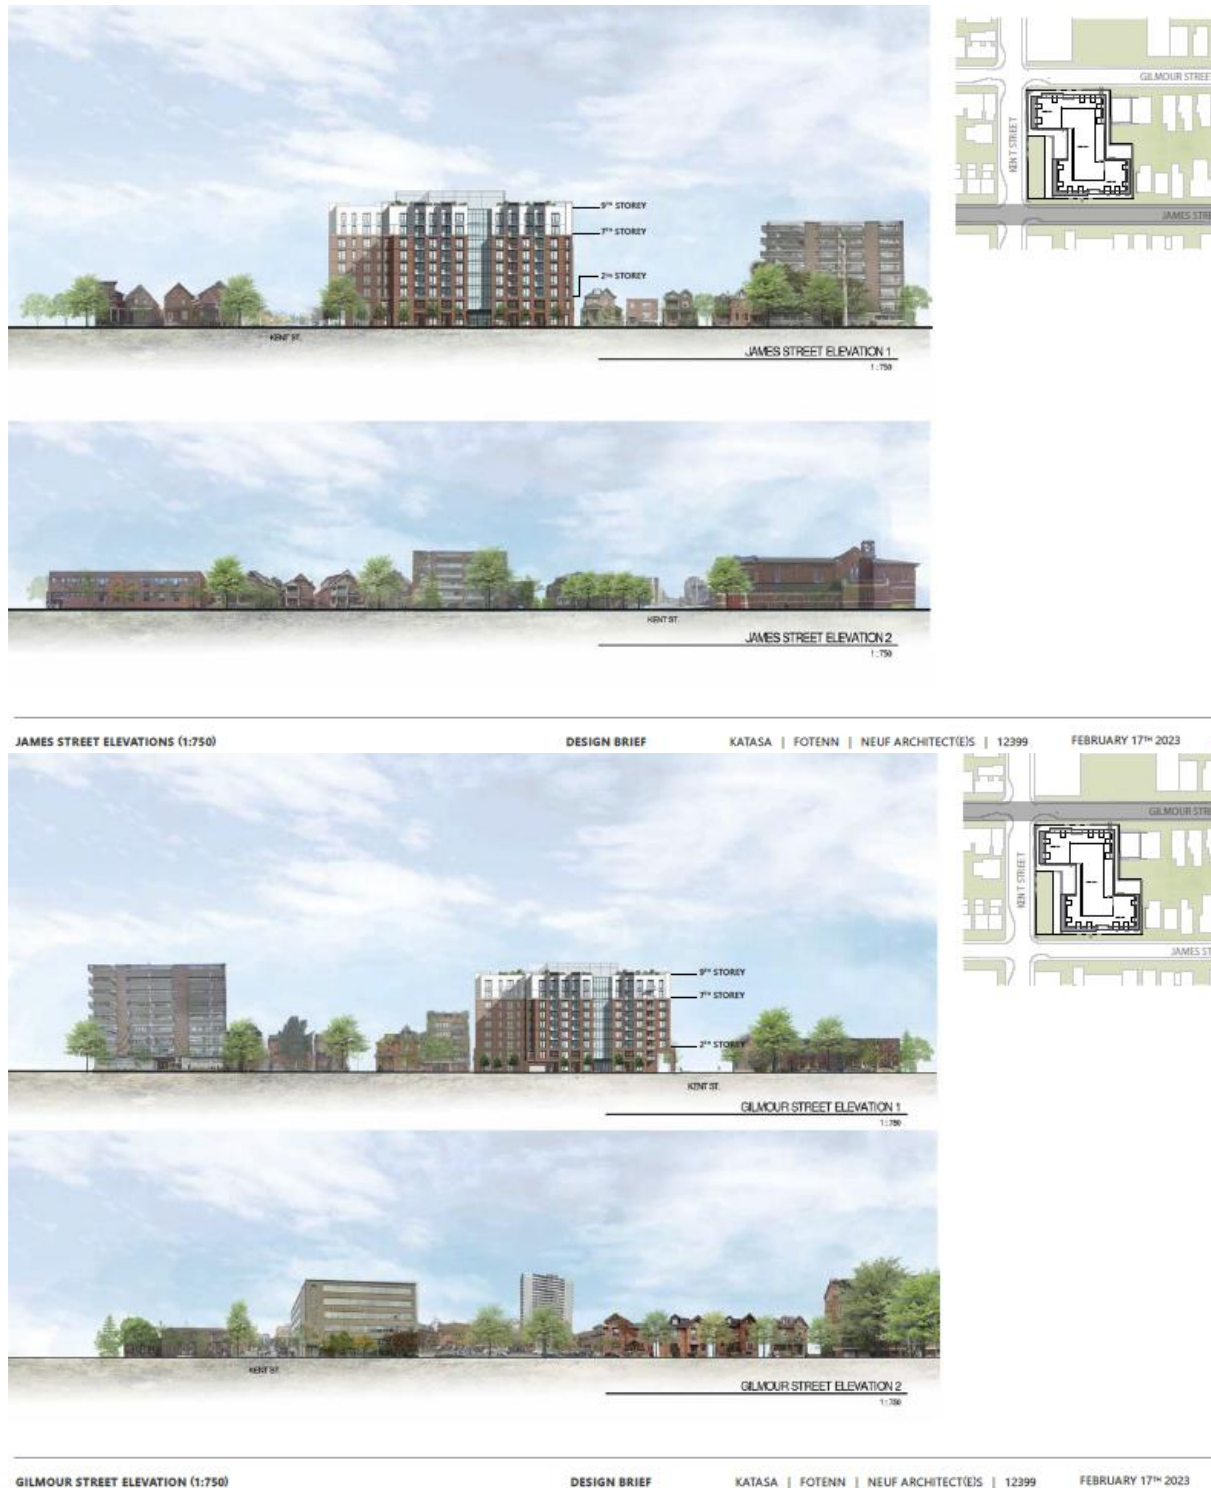 GILMOUR STREET
KENT STREET
JAMES STRE
9TH STOREY
7TH STOREY
2ND STOREY
KENT ST.
JAMES STREET ELEVATION 1
1:750
KENT ST.
JAMES STREET ELEVATION 2
1:750
JAMES STREET ELEVATIONS (1:750) DESIGN BRIEF KATASA | FOTENN | NEUF ARCHITECT(E)S | 12399 FEBRUARY 17TH 2023
GILMOUR STRE
KENT STREET
JAMES ST
9TH STOREY
7TH STOREY
2ND STOREY
KENT ST.
GILMOUR STREET ELEVATION 1
1:750
KENT ST.
GILMOUR STREET ELEVATION 2
1:750
GILMOUR STREET ELEVATION (1:750) DESIGN BRIEF KATASA | FOTENN | NEUF ARCHITECT(E)S | 12399 FEBRUARY 17TH 2023